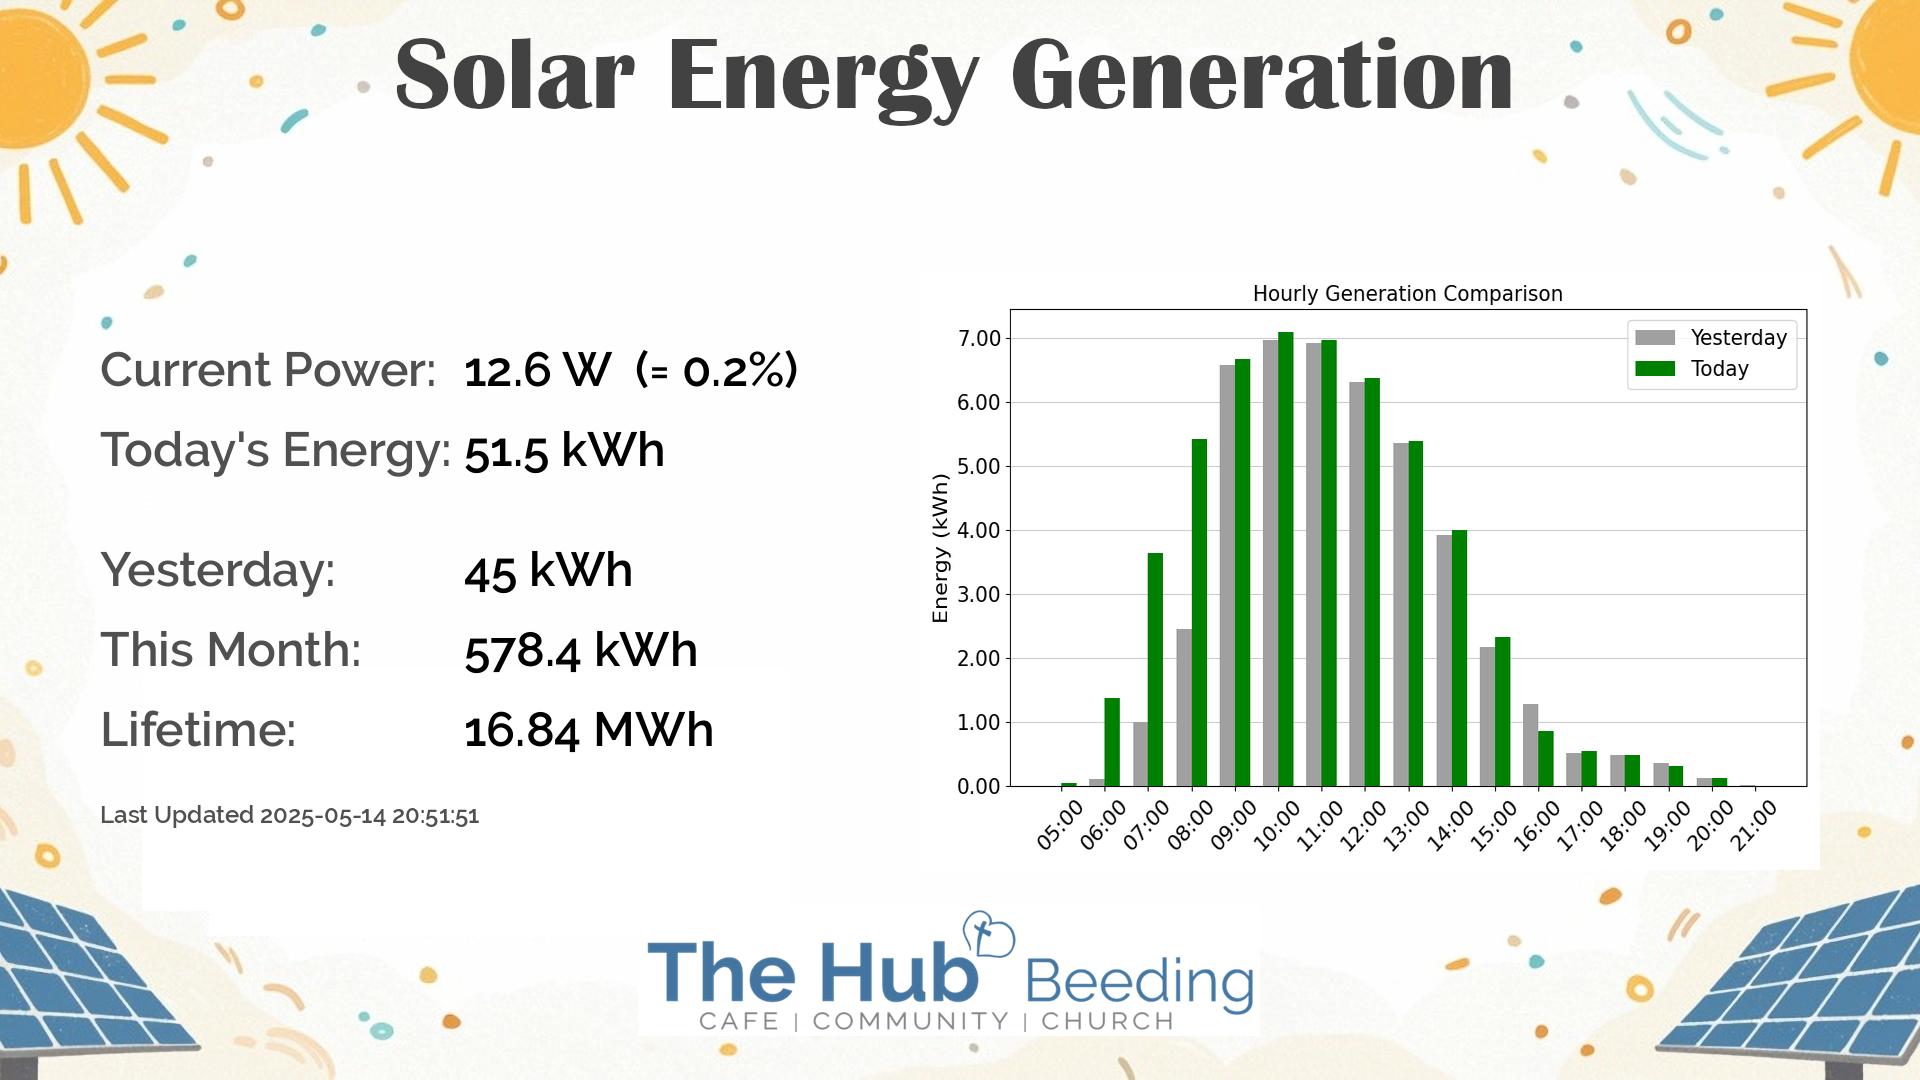 Solar Energy Generation
Current Power: 12.6 W (= 0.2%)
Today's Energy: 51.5 kWh
Yesterday: 45 kWh
This Month: 578.4 kWh
Lifetime: 16.84 MWh
Last Updated 2025-05-14 20:51:51
Hourly Generation Comparison
Yesterday
Today
Energy (kWh)
7.00
6.00
5.00
4.00
3.00
2.00
1.00
0.00
05:00 06:00 07:00 08:00 09:00 10:00 11:00 12:00 13:00 14:00 15:00 16:00 17:00 18:00 19:00 20:00 21:00
The Hub Beeding
CAFE | COMMUNITY | CHURCH